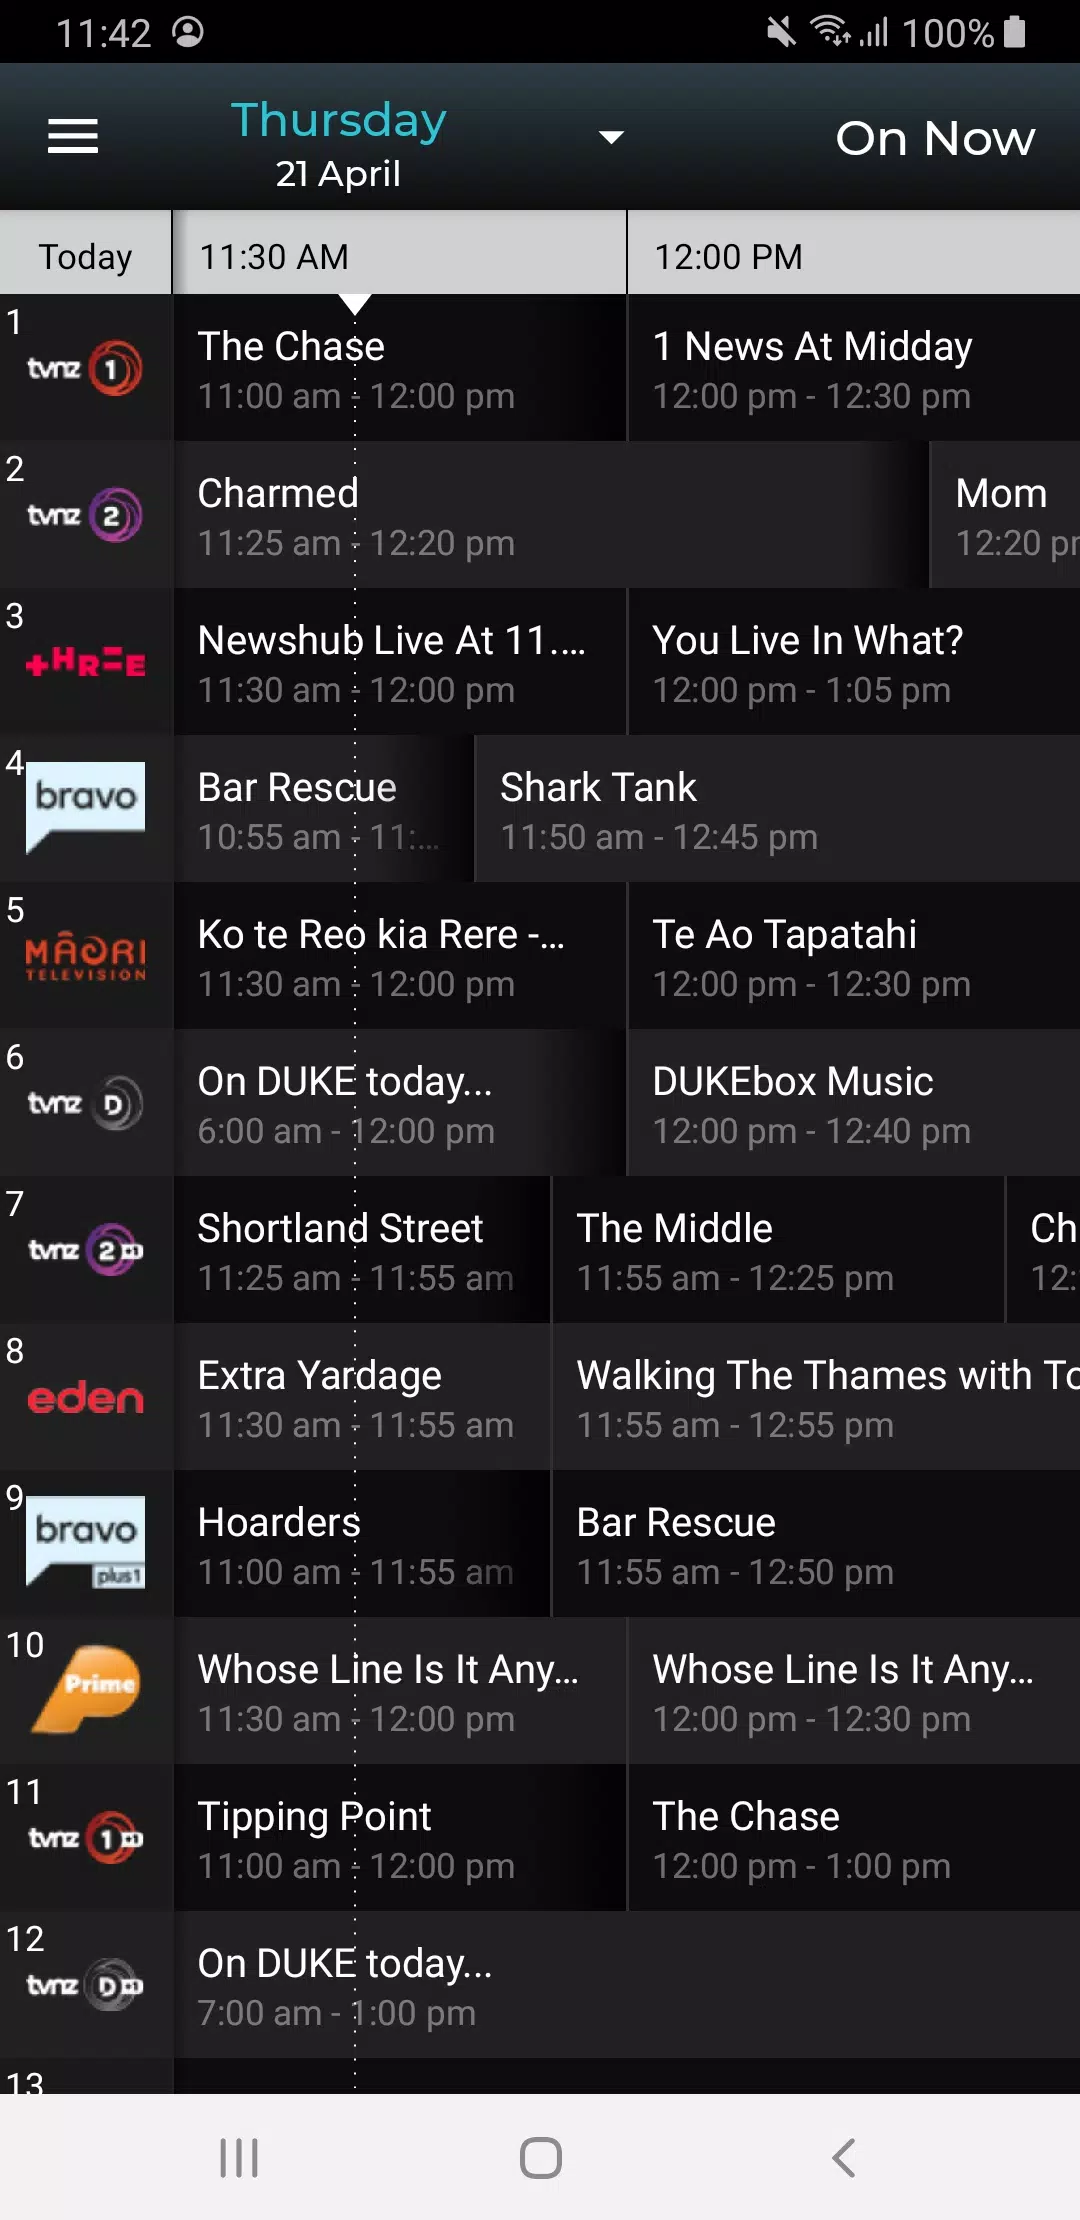 11:42 100%
Thursday
21 April
On Now
Today 11:30 AM 12:00 PM
1
tvnz 1
The Chase
11:00 am - 12:00 pm
1 News At Midday
12:00 pm - 12:30 pm
2
tvnz 2
Charmed
11:25 am - 12:20 pm
Mom
12:20 pr
3
+HR=E
Newshub Live At 11....
11:30 am - 12:00 pm
You Live In What?
12:00 pm - 1:05 pm
4
bravo
Bar Rescue
10:55 am - 11:...
Shark Tank
11:50 am - 12:45 pm
5
MĀORI
TELEVISION
Ko te Reo kia Rere -...
11:30 am - 12:00 pm
Te Ao Tapatahi
12:00 pm - 12:30 pm
6
tvnz D
On DUKE today...
6:00 am - 12:00 pm
DUKEbox Music
12:00 pm - 12:40 pm
7
tvnz 2 +1
Shortland Street
11:25 am - 11:55 am
The Middle
11:55 am - 12:25 pm
Ch
12:
8
eden
Extra Yardage
11:30 am - 11:55 am
Walking The Thames with To
11:55 am - 12:55 pm
9
bravo
plus1
Hoarders
11:00 am - 11:55 am
Bar Rescue
11:55 am - 12:50 pm
10
Prime
Whose Line Is It Any...
11:30 am - 12:00 pm
Whose Line Is It Any...
12:00 pm - 12:30 pm
11
tvnz 1 +1
Tipping Point
11:00 am - 12:00 pm
The Chase
12:00 pm - 1:00 pm
12
tvnz D +1
On DUKE today...
7:00 am - 1:00 pm
13